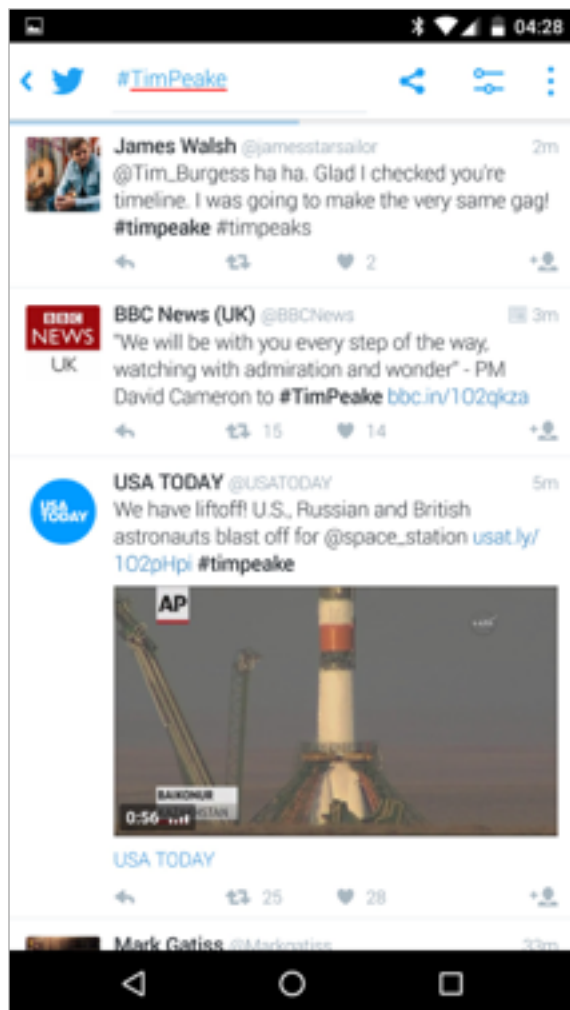 04:28
#TimPeake
James Walsh @jamesstarsailor 2m
@Tim_Burgess ha ha. Glad I checked you're
timeline. I was going to make the very same gag!
#timpeake #timpeaks
2
BBC
NEWS
UK
BBC News (UK) @BBCNews 3m
"We will be with you every step of the way,
watching with admiration and wonder" - PM
David Cameron to #TimPeake bbc.in/1O2qkza
15 14
USA
TODAY
USA TODAY @USATODAY 5m
We have liftoff! U.S., Russian and British
astronauts blast off for @space_station usat.ly/
1O2pHpi #timpeake
AP
BAIKONUR
KAZAKHSTAN
0:56
USA TODAY
25 28
Mark Gatiss @Markgatiss 33m